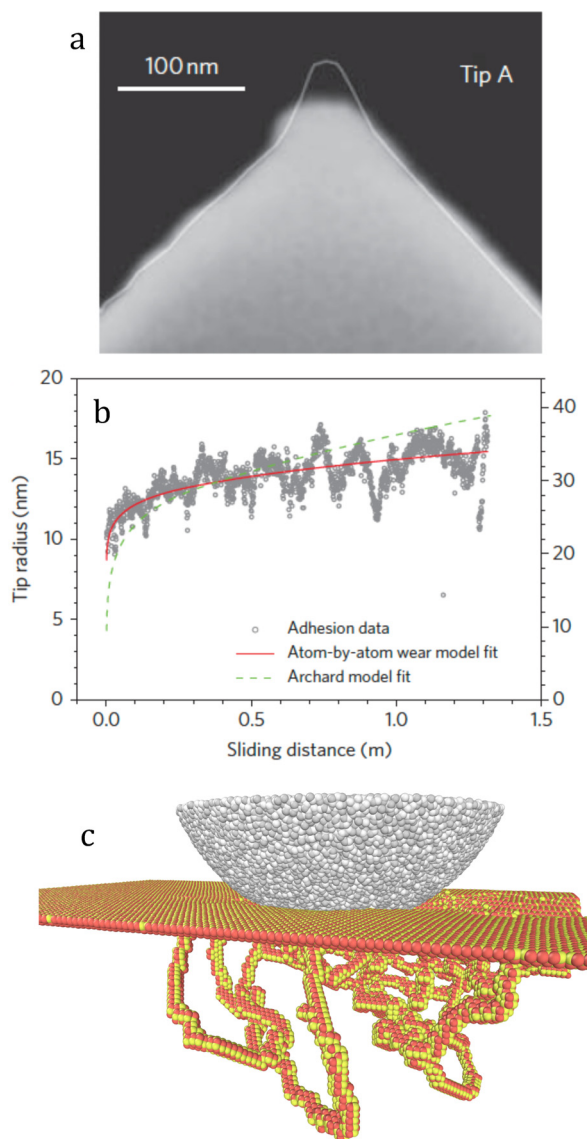 a
100 nm
Tip A
b
20
15
10
5
0
40
30
20
10
0
Tip radius (nm)
Adhesion data
Atom-by-atom wear model fit
Archard model fit
0.0
0.5
1.0
1.5
Sliding distance (m)
c